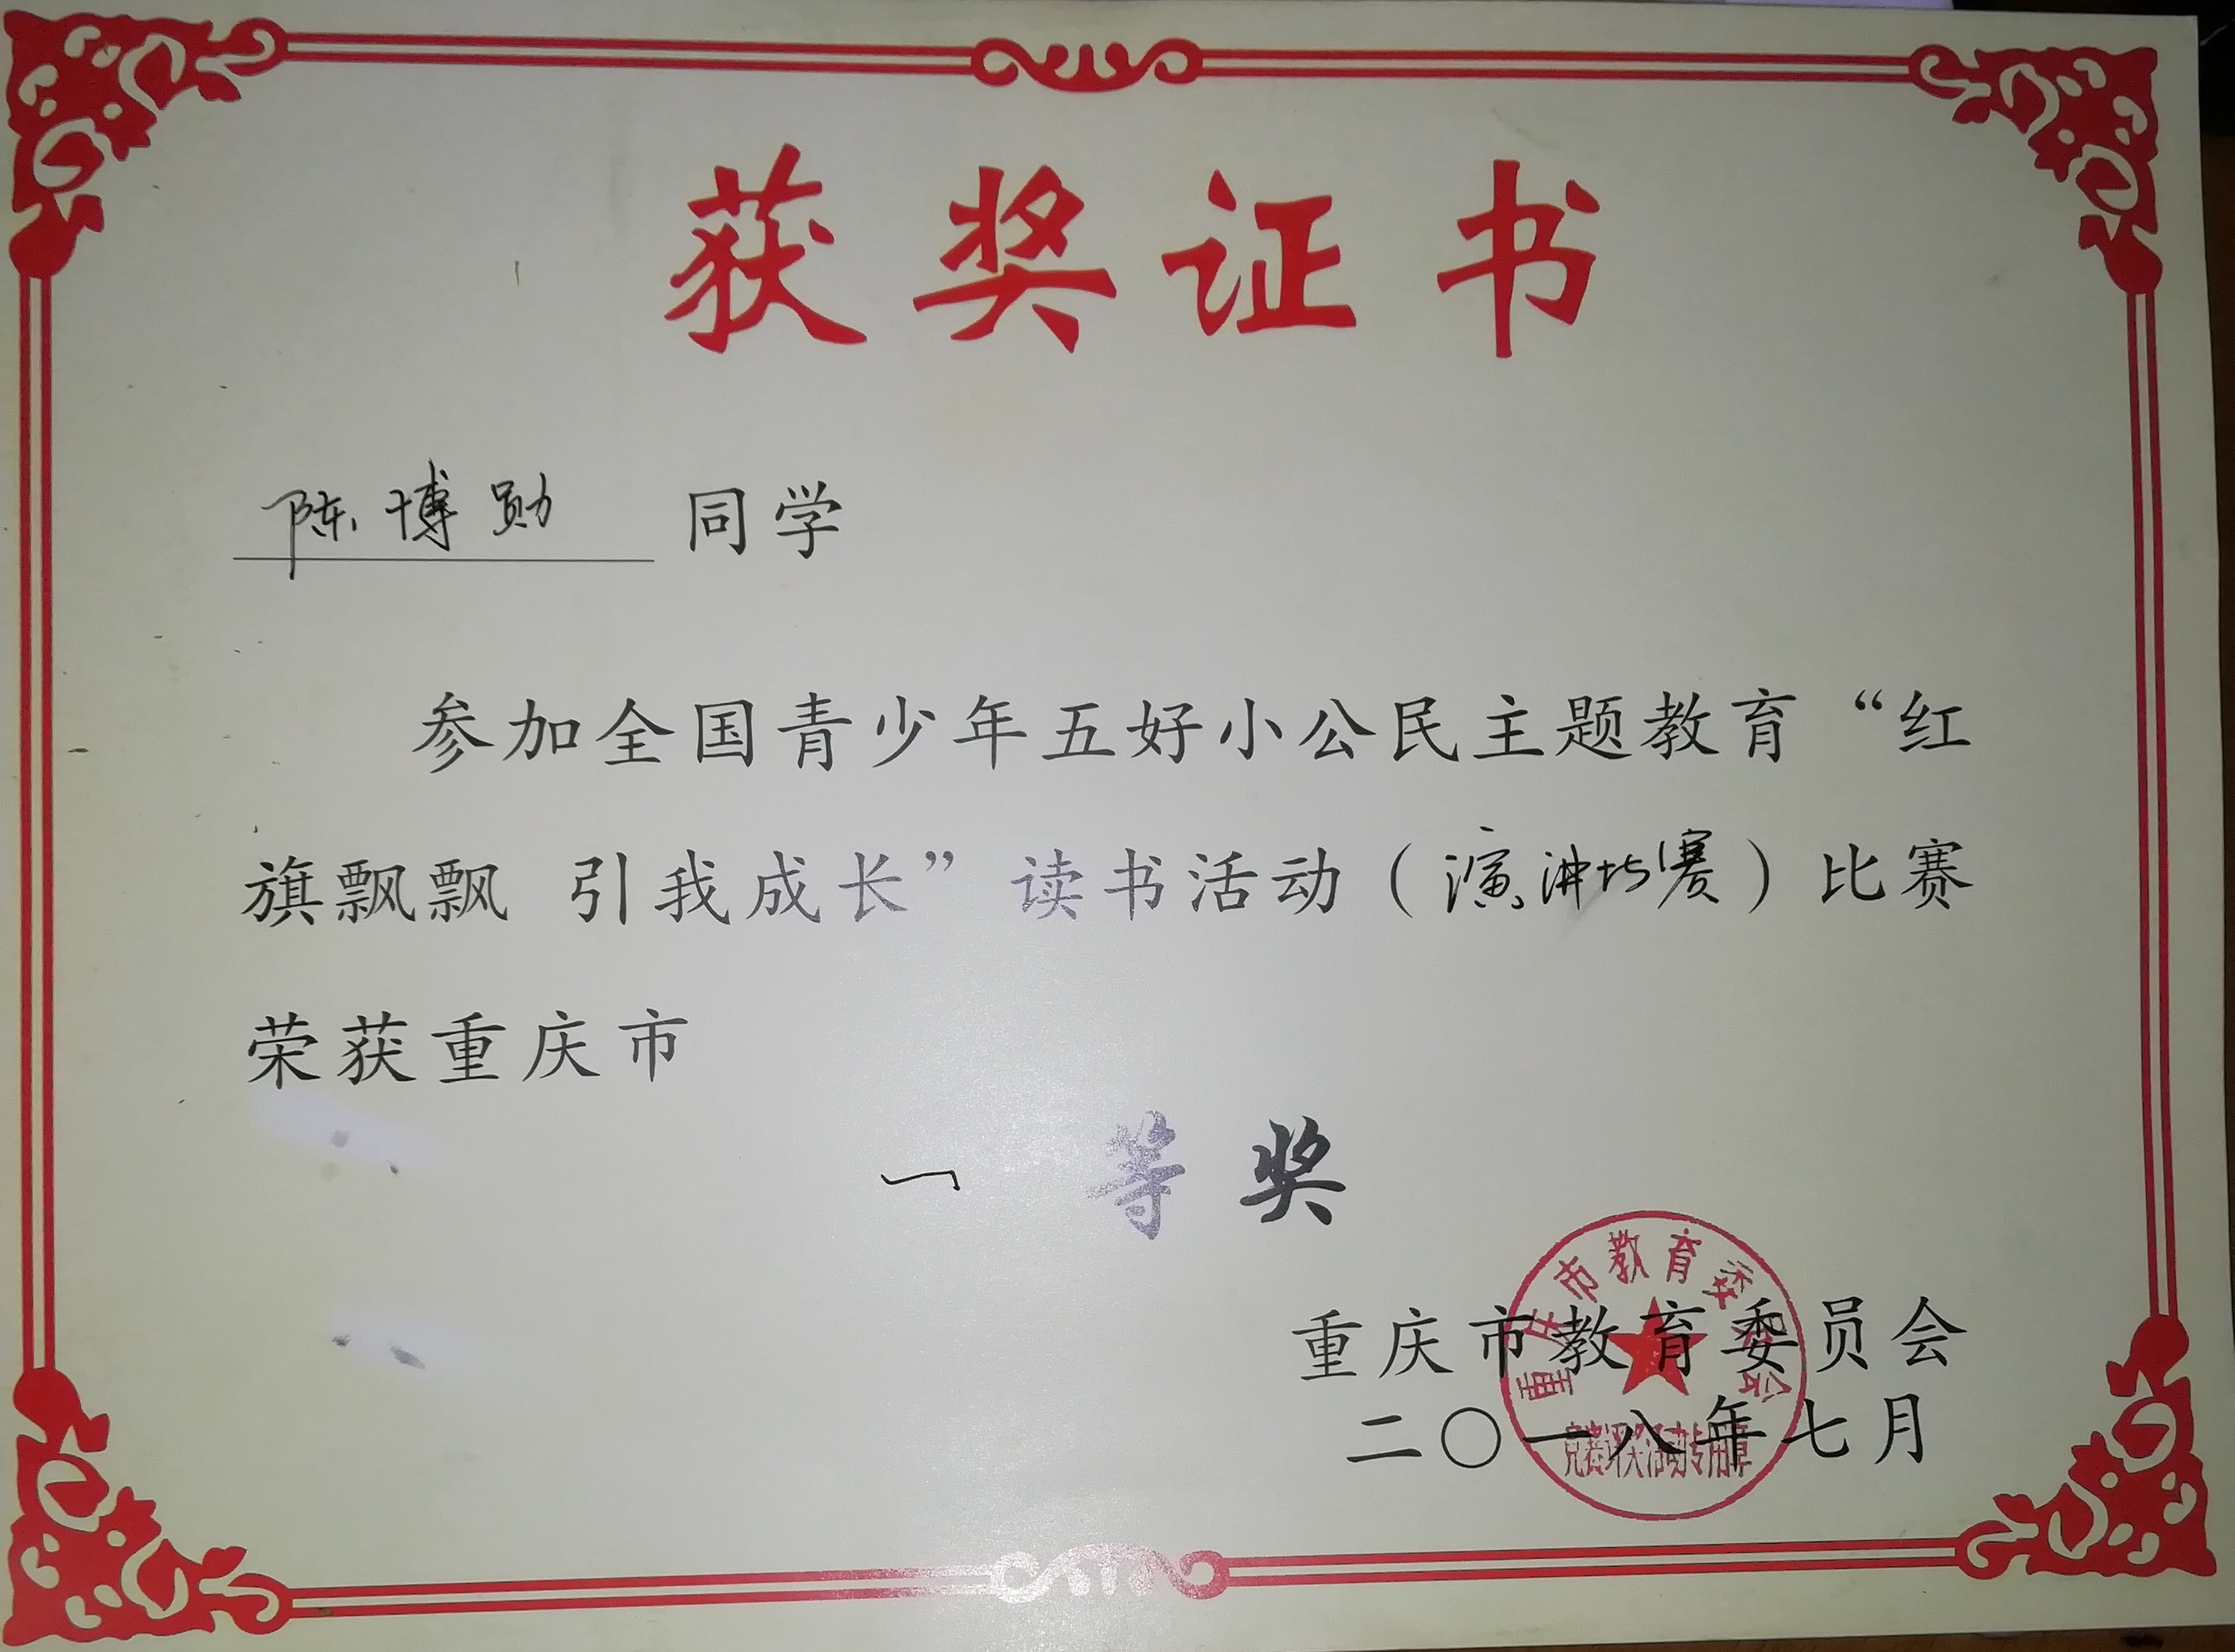 获奖证书
陈博勋 同学
参加全国青少年五好小公民主题教育“红
旗飘飘 引我成长”读书活动（演讲比赛）比赛
荣获重庆市
一 等奖
重庆市教育委员会
二〇一八年七月
重庆市教育委员会
竞赛评奖活动专用章